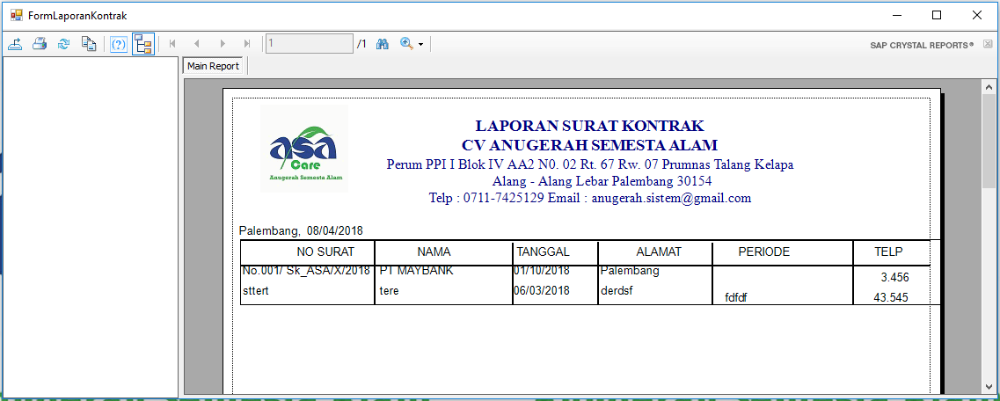 FormLaporanKontrak
1 /1
SAP CRYSTAL REPORTS®
Main Report
asa
Care
Anugerah Semesta Alam
LAPORAN SURAT KONTRAK
CV ANUGERAH SEMESTA ALAM
Perum PPI I Blok IV AA2 N0. 02 Rt. 67 Rw. 07 Prumnas Talang Kelapa
Alang - Alang Lebar Palembang 30154
Telp : 0711-7425129 Email : anugerah.sistem@gmail.com
Palembang, 08/04/2018
NO SURAT NAMA TANGGAL ALAMAT PERIODE TELP
No.001/ Sk_ASA/X/2018 PT MAYBANK 01/10/2018 Palembang 3.456
sttert tere 06/03/2018 derdsf fdfdf 43.545